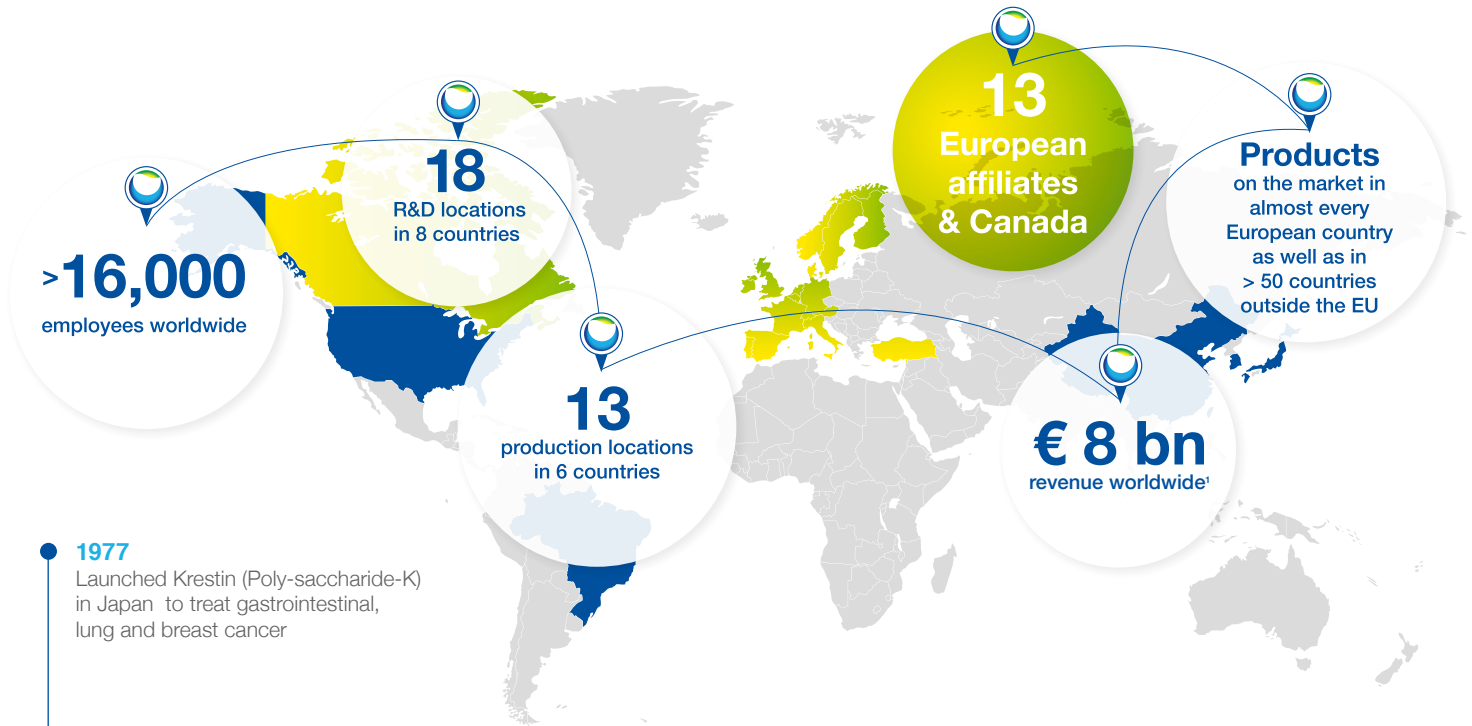 >16,000
employees worldwide
18
R&D locations
in 8 countries
13
production locations
in 6 countries
13
European
affiliates
& Canada
Products
on the market in
almost every
European country
as well as in
> 50 countries
outside the EU
€ 8 bn
revenue worldwide¹
1977
Launched Krestin (Poly-saccharide-K)
in Japan to treat gastrointestinal,
lung and breast cancer